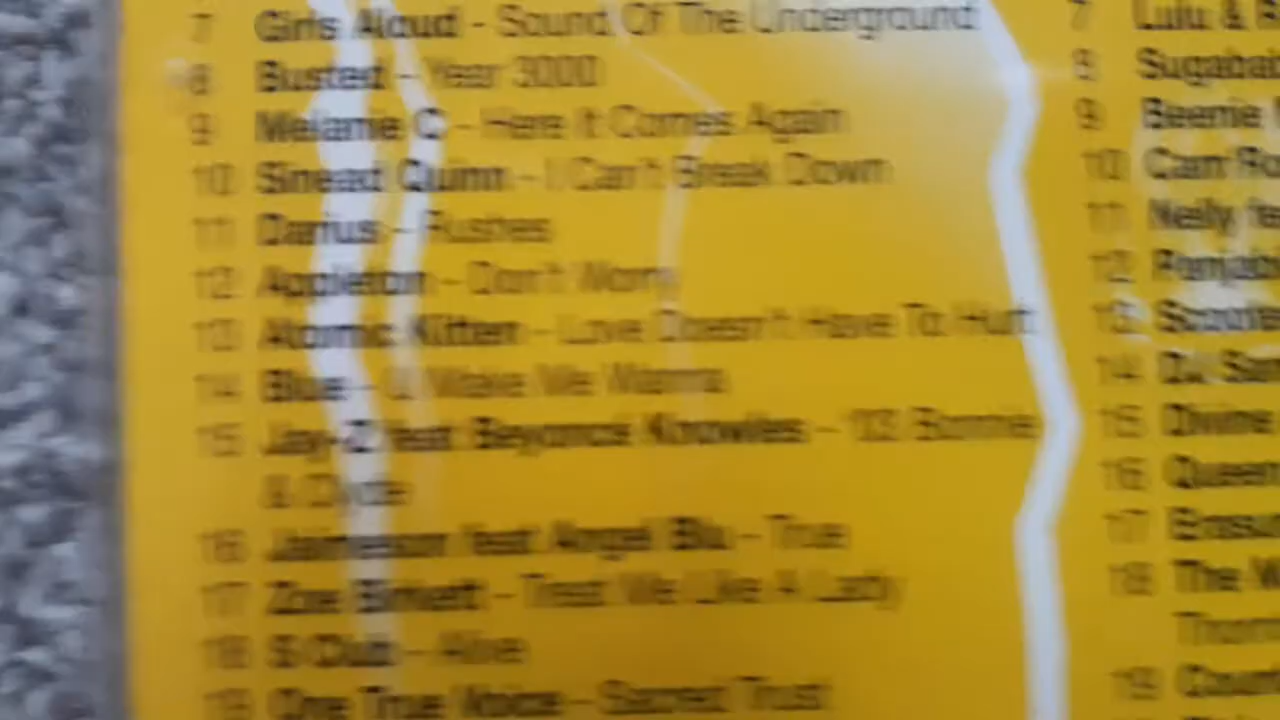 7 Girls Aloud - Sound Of The Underground
8 Busted - Year 3000
9 Melanie C - Here It Comes Again
10 Sinead Quinn - I Can't Break Down
11 Darius - Rushes
12 Appleton - Don't Worry
13 Atomic Kitten - Love Doesn't Have To Hurt
14 Blue - U Make Me Wanna
15 Jay-Z feat Beyonce Knowles - '03 Bonnie
& Clyde
16 Jameson feat Angel Blu - True
17 Zoe Birkett - Treat Me Like A Lady
18 S Club - Alive
19 One True Voice - Sacred Trust
7 Lulu &
8
9 Beenie
10
11 Nelly
12
13
14 DJ
15 Divine
16 Queen
17
18 The
19